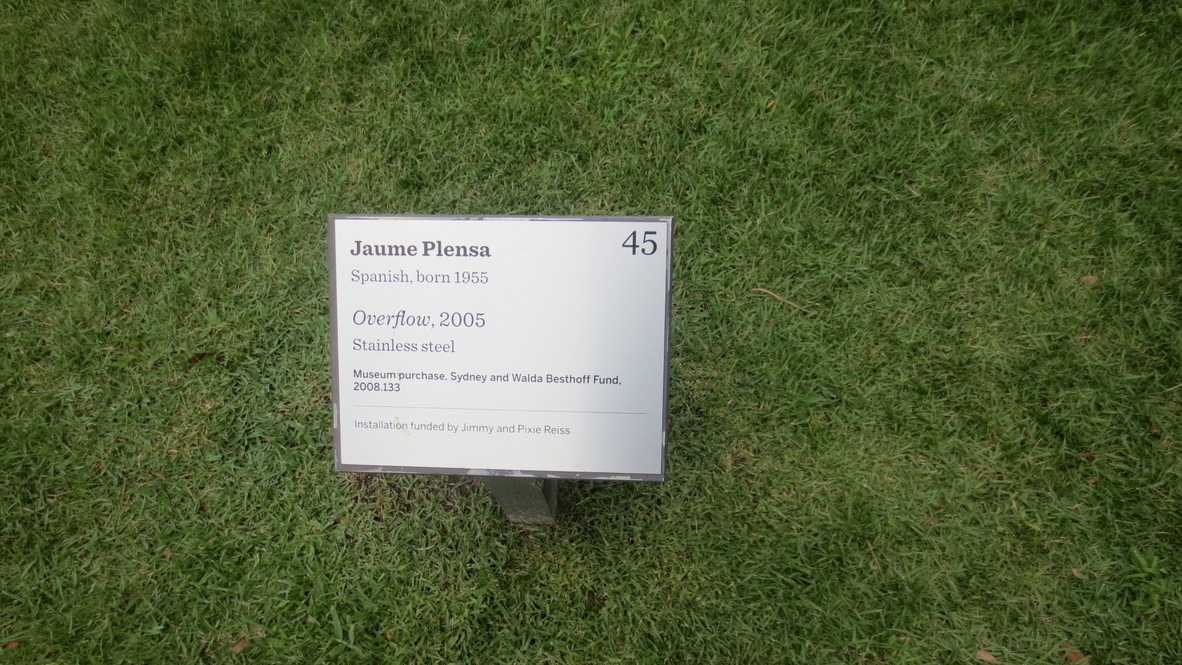 Jaume Plensa
45
Spanish, born 1955
Overflow, 2005
Stainless steel
Museum purchase, Sydney and Walda Besthoff Fund,
2008.133
Installation funded by Jimmy and Pixie Reiss